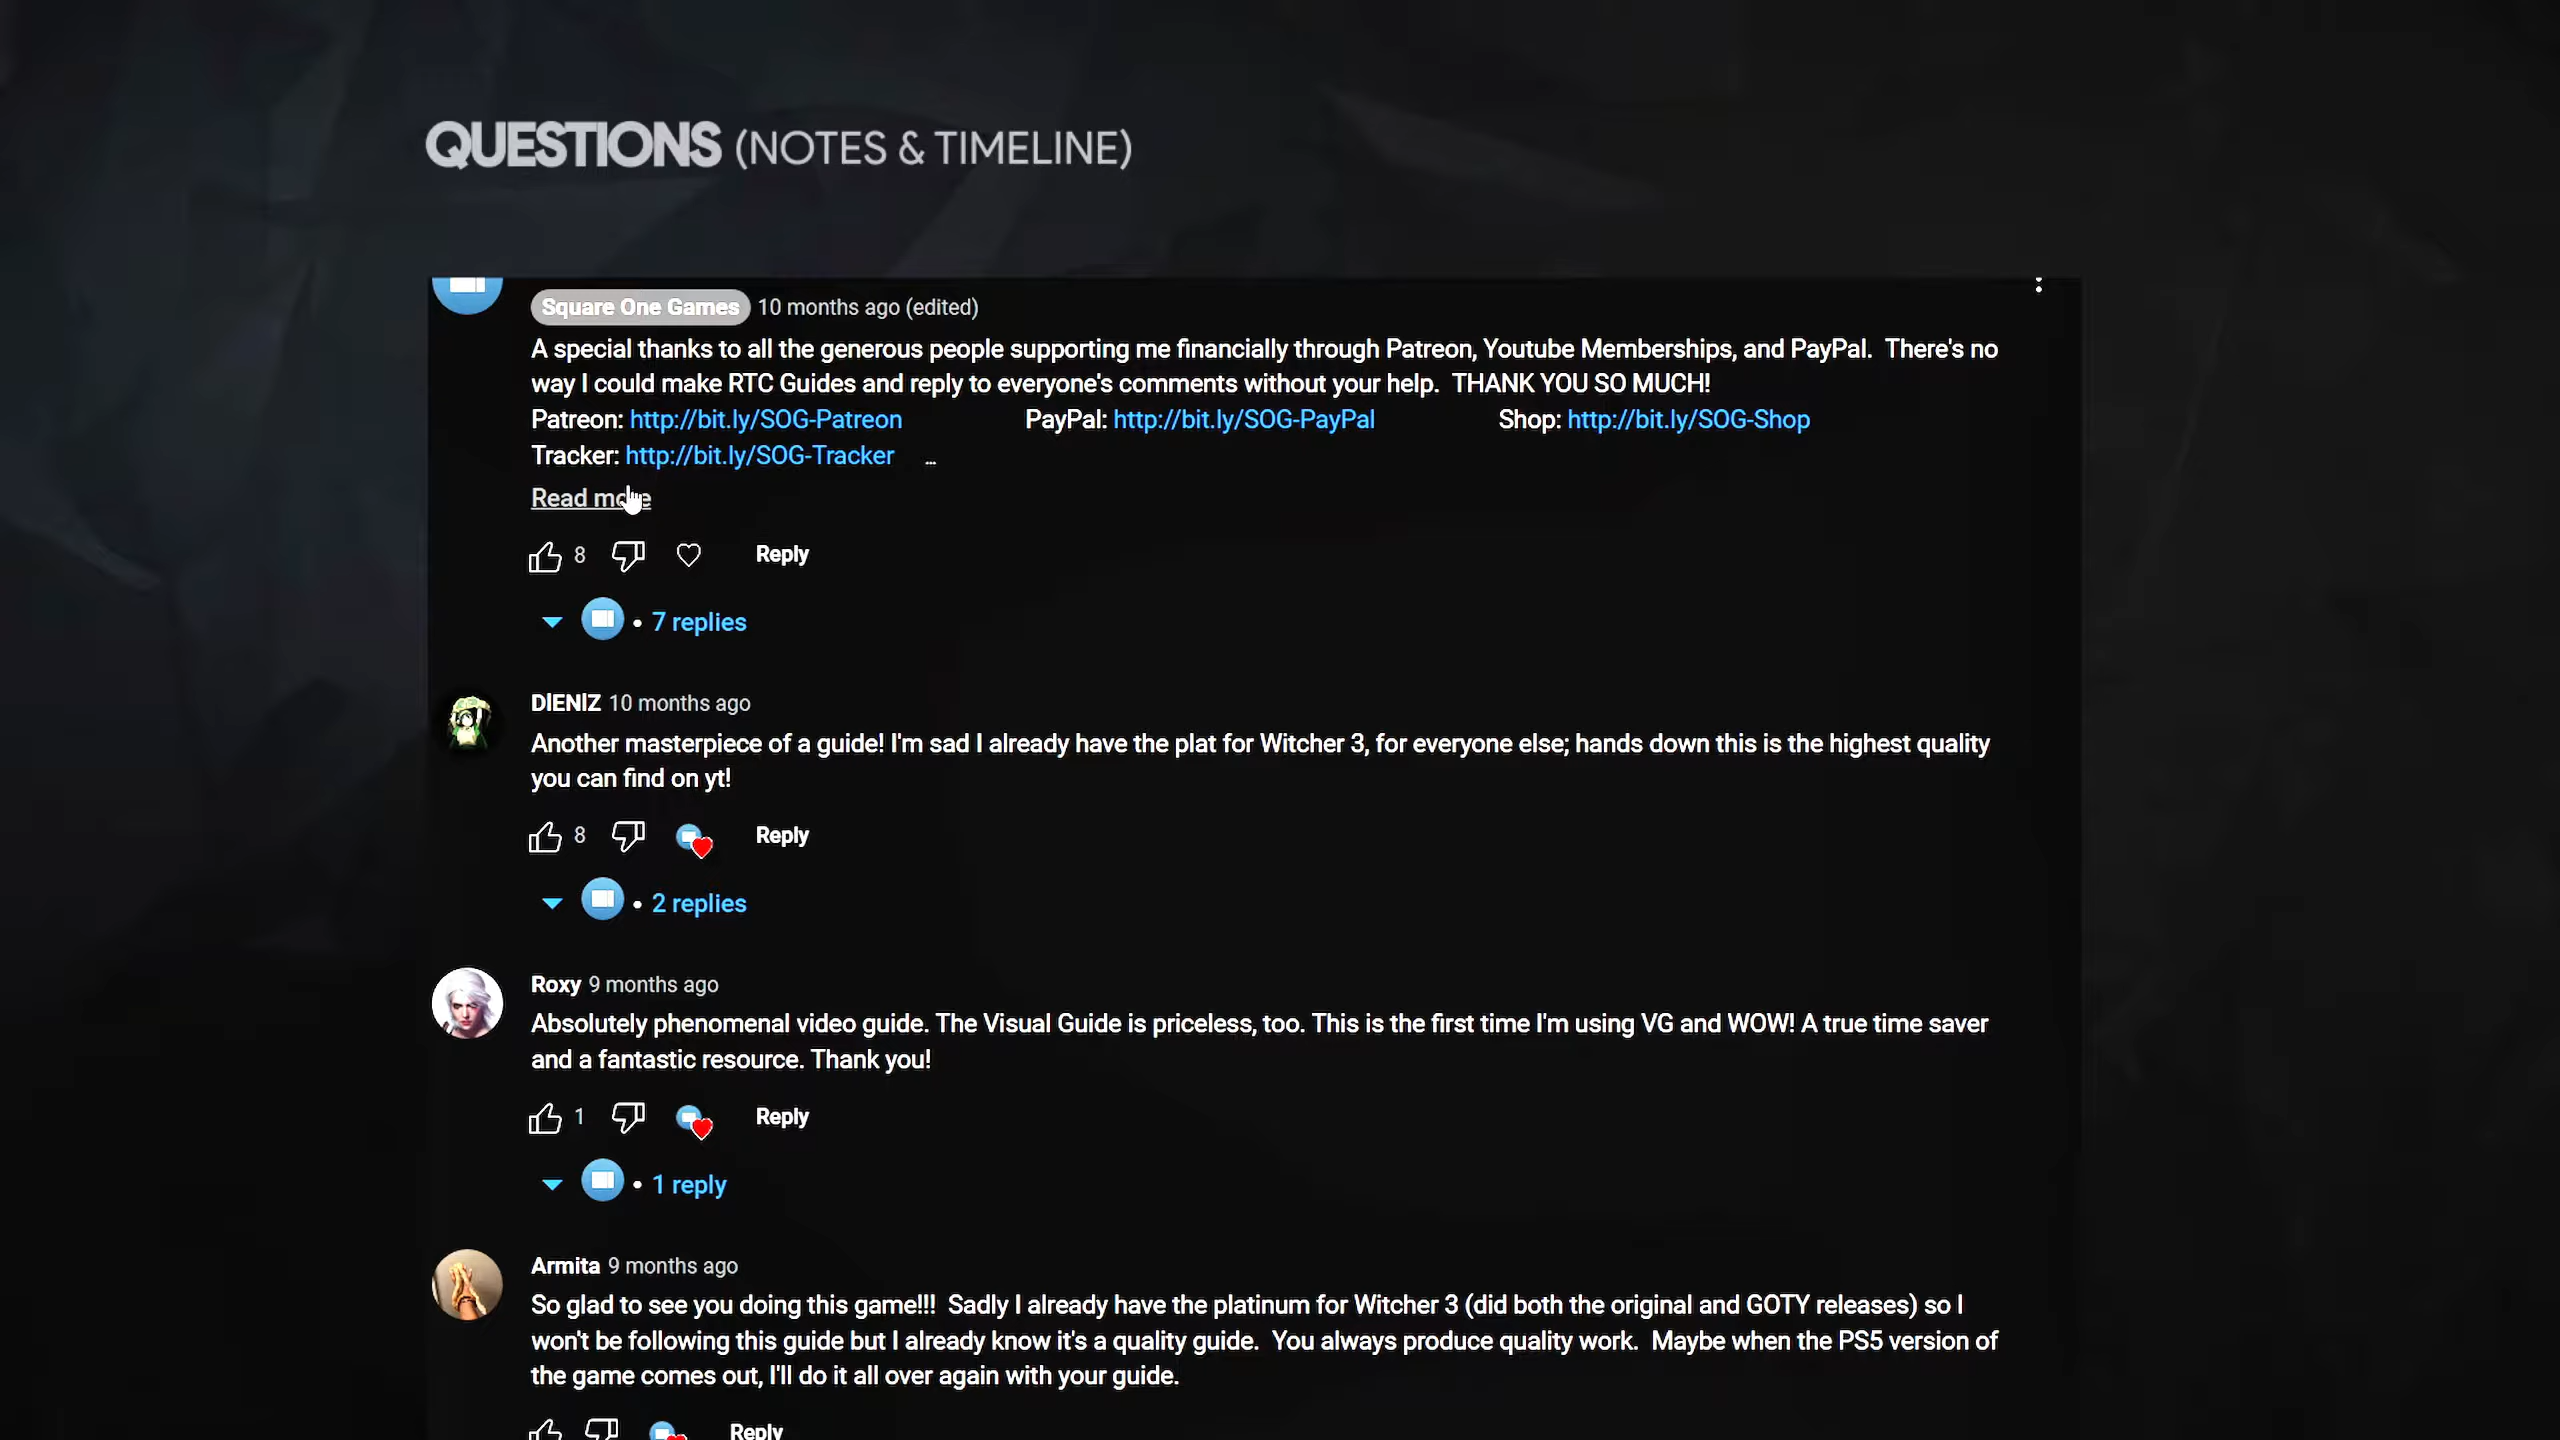 QUESTIONS (NOTES & TIMELINE)
Square One Games 10 months ago (edited)
A special thanks to all the generous people supporting me financially through Patreon, Youtube Memberships, and PayPal.  There's no
way I could make RTC Guides and reply to everyone's comments without your help.  THANK YOU SO MUCH!
Patreon: http://bit.ly/SOG-Patreon PayPal: http://bit.ly/SOG-PayPal Shop: http://bit.ly/SOG-Shop
Tracker: http://bit.ly/SOG-Tracker ...
Read more
8 Reply
• 7 replies
DIENIZ 10 months ago
Another masterpiece of a guide! I'm sad I already have the plat for Witcher 3, for everyone else; hands down this is the highest quality
you can find on yt!
8 Reply
• 2 replies
Roxy 9 months ago
Absolutely phenomenal video guide. The Visual Guide is priceless, too. This is the first time I'm using VG and WOW! A true time saver
and a fantastic resource. Thank you!
1 Reply
• 1 reply
Armita 9 months ago
So glad to see you doing this game!!!  Sadly I already have the platinum for Witcher 3 (did both the original and GOTY releases) so I
won't be following this guide but I already know it's a quality guide.  You always produce quality work.  Maybe when the PS5 version of
the game comes out, I'll do it all over again with your guide.
Reply